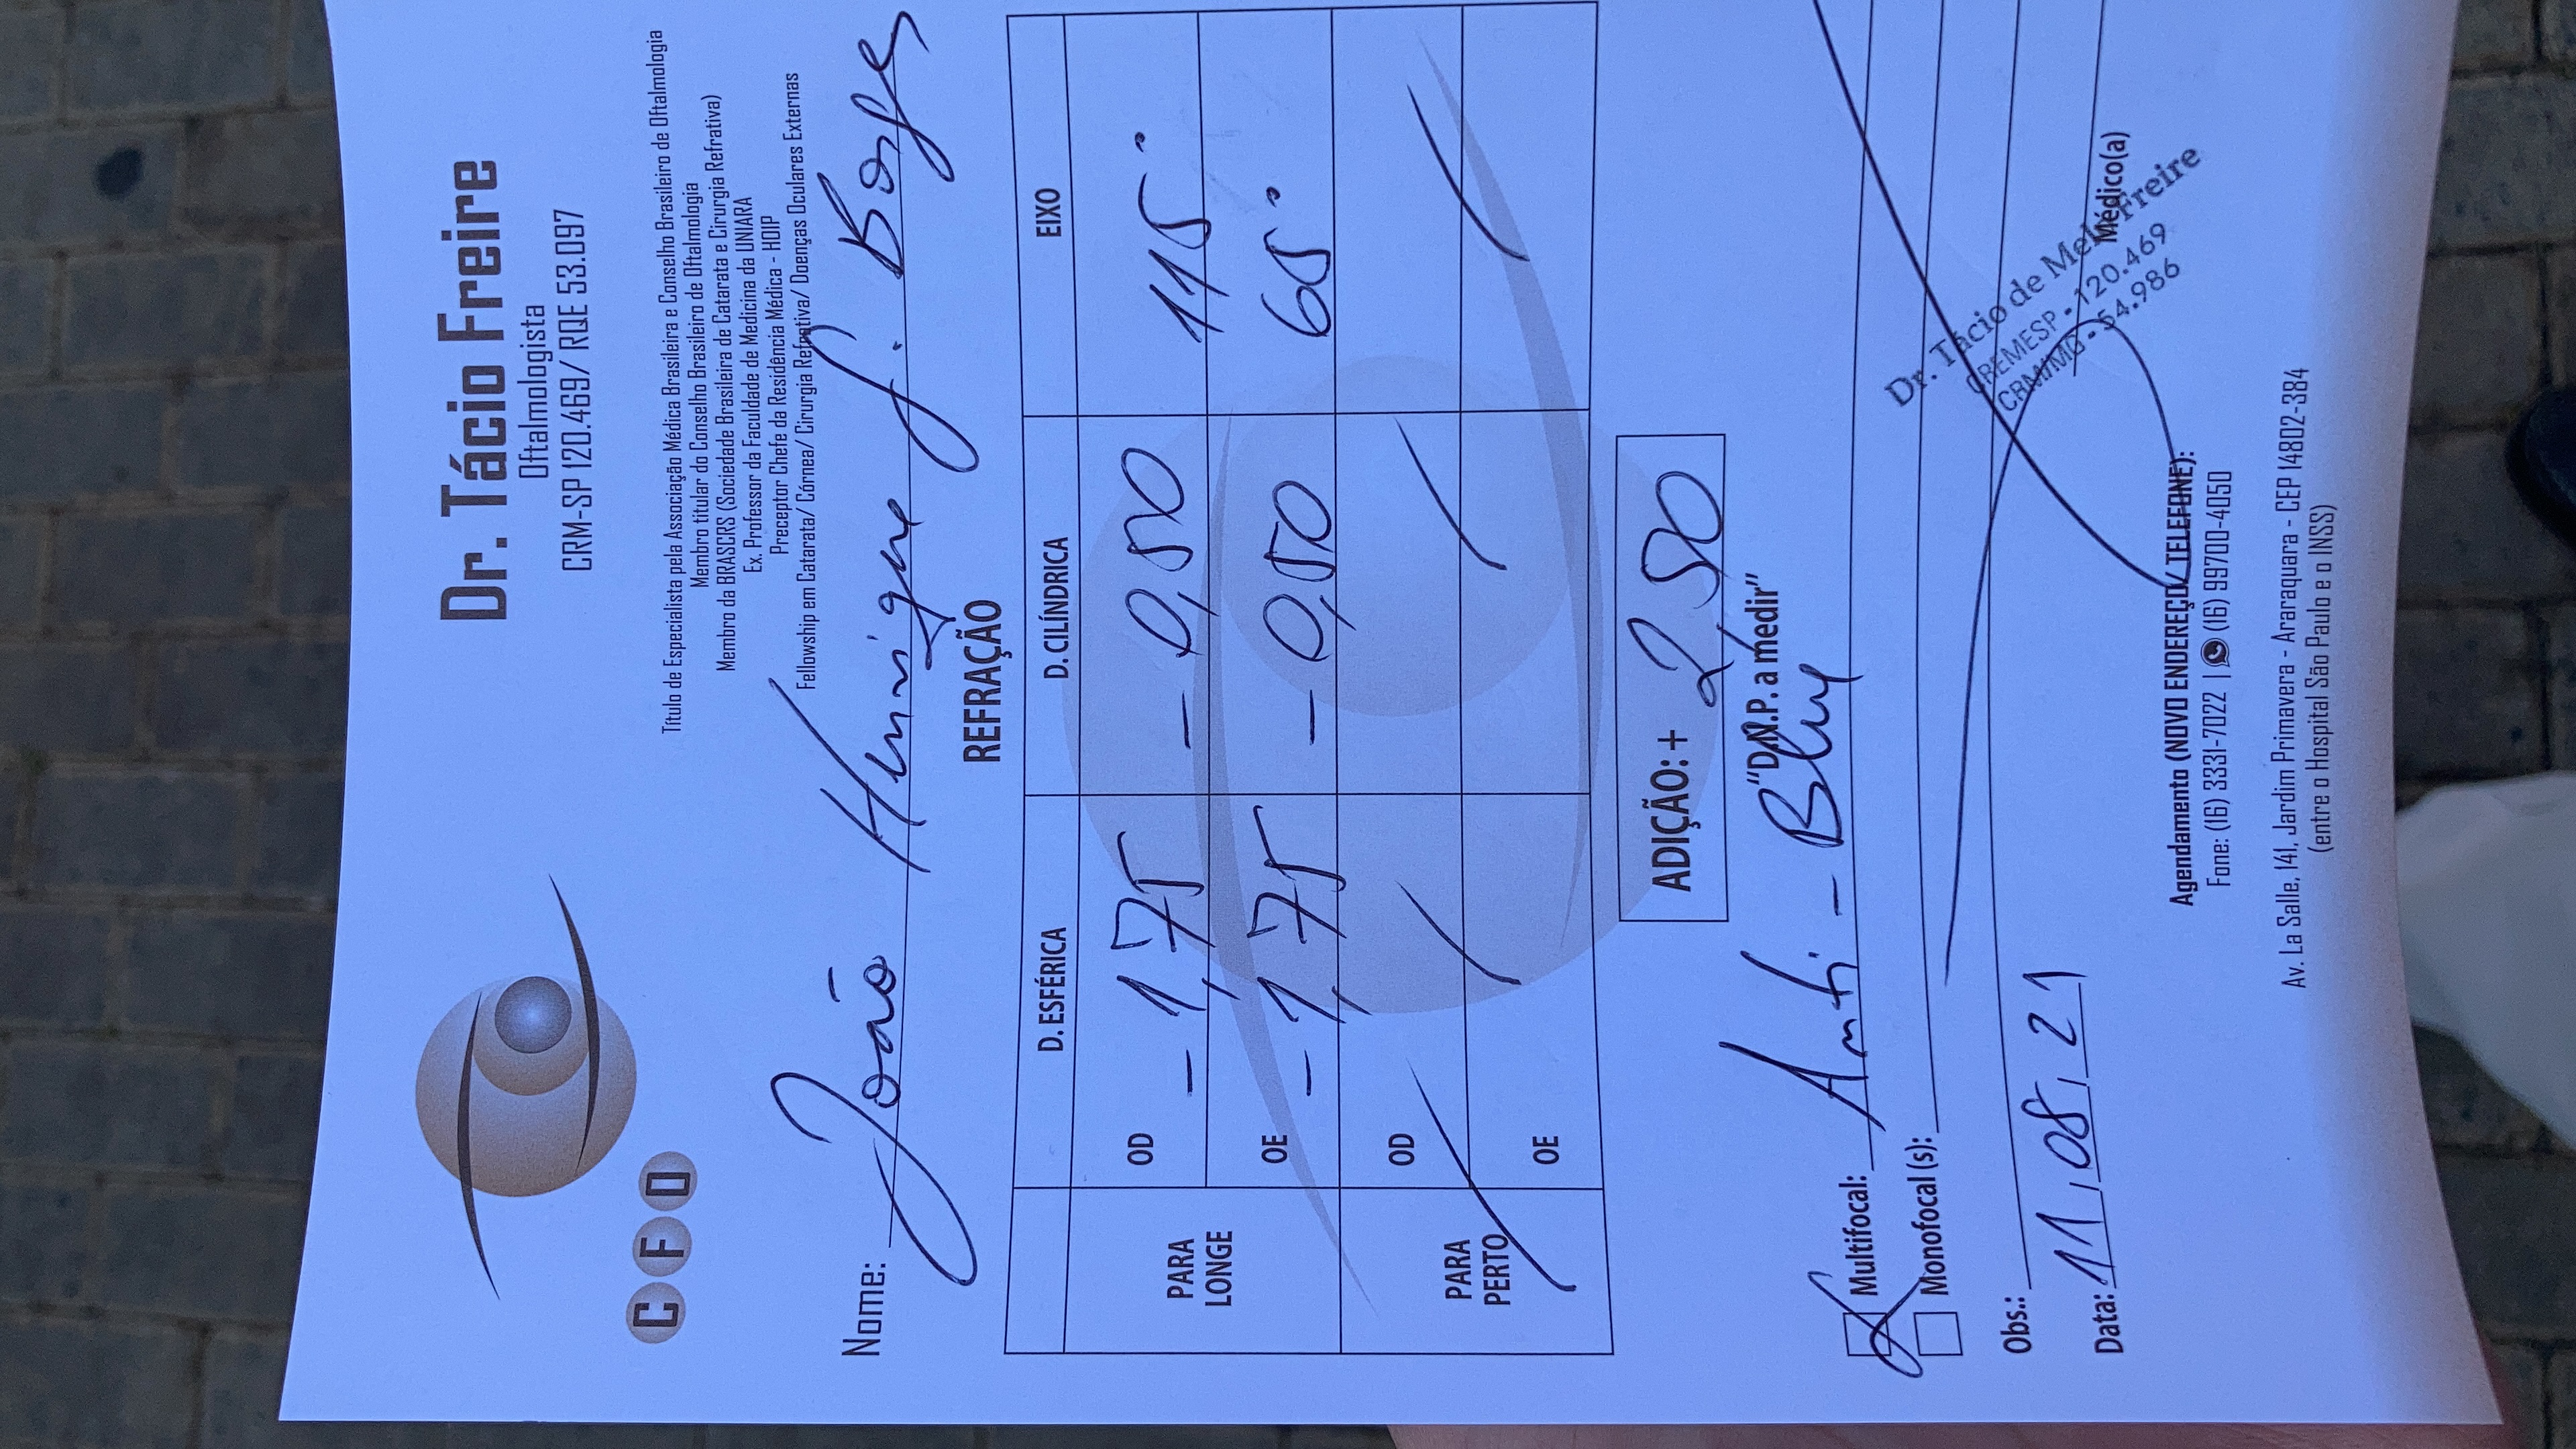 CFO
Dr. Tácio Freire
Oftalmologista
CRM-SP 120.469/ RQE 53.097
Título de Especialista pela Associação Médica Brasileira e Conselho Brasileiro de Oftalmologia
Membro titular do Conselho Brasileiro de Oftalmologia
Membro da BRASCRS (Sociedade Brasileira de Catarata e Cirurgia Refrativa)
Ex. Professor da Faculdade de Medicina da UNIARA
Preceptor Chefe da Residência Médica - HOIP
Fellowship em Catarata/ Córnea/ Cirurgia Refrativa/ Doenças Oculares Externas
Nome: João Henrique S. Borges
REFRAÇÃO
D. ESFÉRICA D. CILÍNDRICA EIXO
PARA LONGE
OD -1,75 -0,50 115°
OE -1,75 -0,50 65°
PARA PERTO
OD
OE
ADIÇÃO: + 2,50
"D.N.P. a medir"
Multifocal: Anti-Blue
Monofocal (s):
Obs.:
Data: 11,08,21
Dr. Tácio de Melo Freire
CREMESP - 120.469
CRM/MG - 54.986
Médico(a)
Agendamento (NOVO ENDEREÇO/ TELEFONE):
Fone: (16) 3331-7022 | (16) 99700-4050
Av. La Salle, 141, Jardim Primavera - Araraquara - CEP 14802-384
(entre o Hospital São Paulo e o INSS)